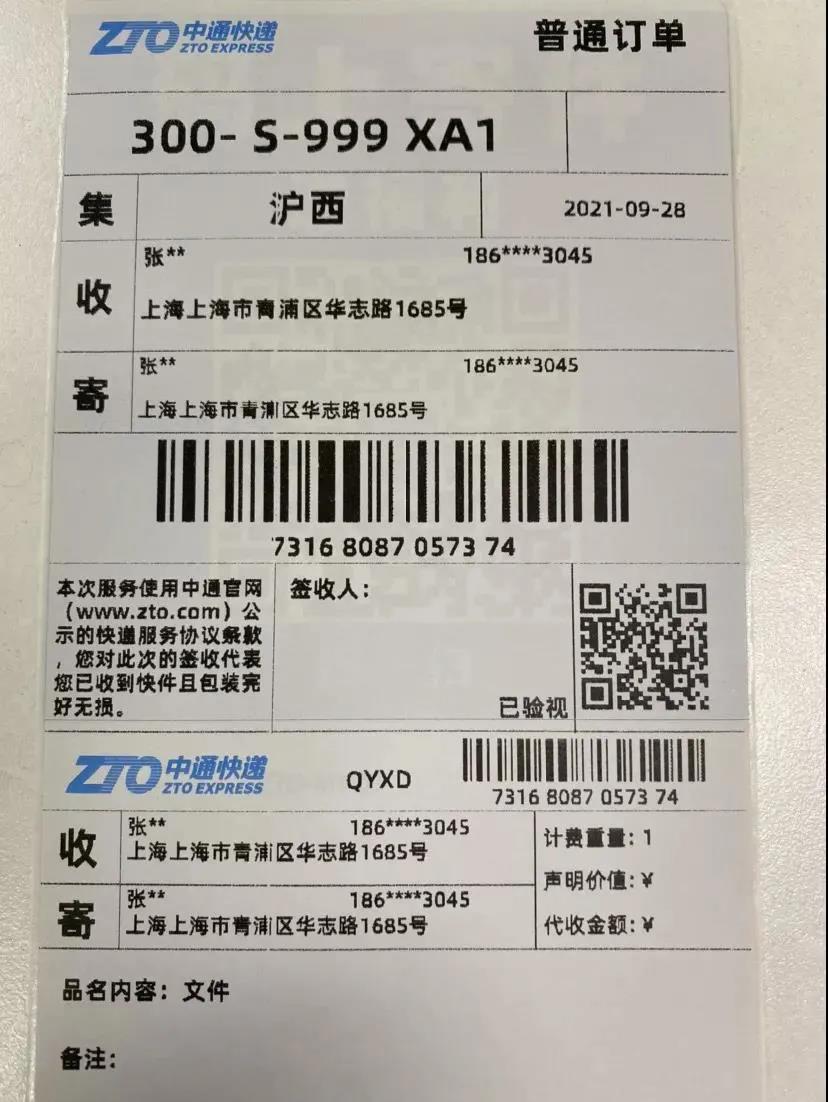 ZTO 中通快递
ZTO EXPRESS
普通订单
300- S-999 XA1
集
沪西
2021-09-28
收
张** 186****3045
上海上海市青浦区华志路1685号
寄
张** 186****3045
上海上海市青浦区华志路1685号
7316 8087 0573 74
本次服务使用中通官网
（www.zto.com）公
示的快递服务协议条款
，您对此次的签收代表
您已收到快件且包装完
好无损。
签收人：
已验视
ZTO 中通快递
ZTO EXPRESS
QYXD
7316 8087 0573 74
收
张** 186****3045
上海上海市青浦区华志路1685号
寄
张** 186****3045
上海上海市青浦区华志路1685号
计费重量：1
声明价值：¥
代收金额：¥
品名内容：文件
备注：